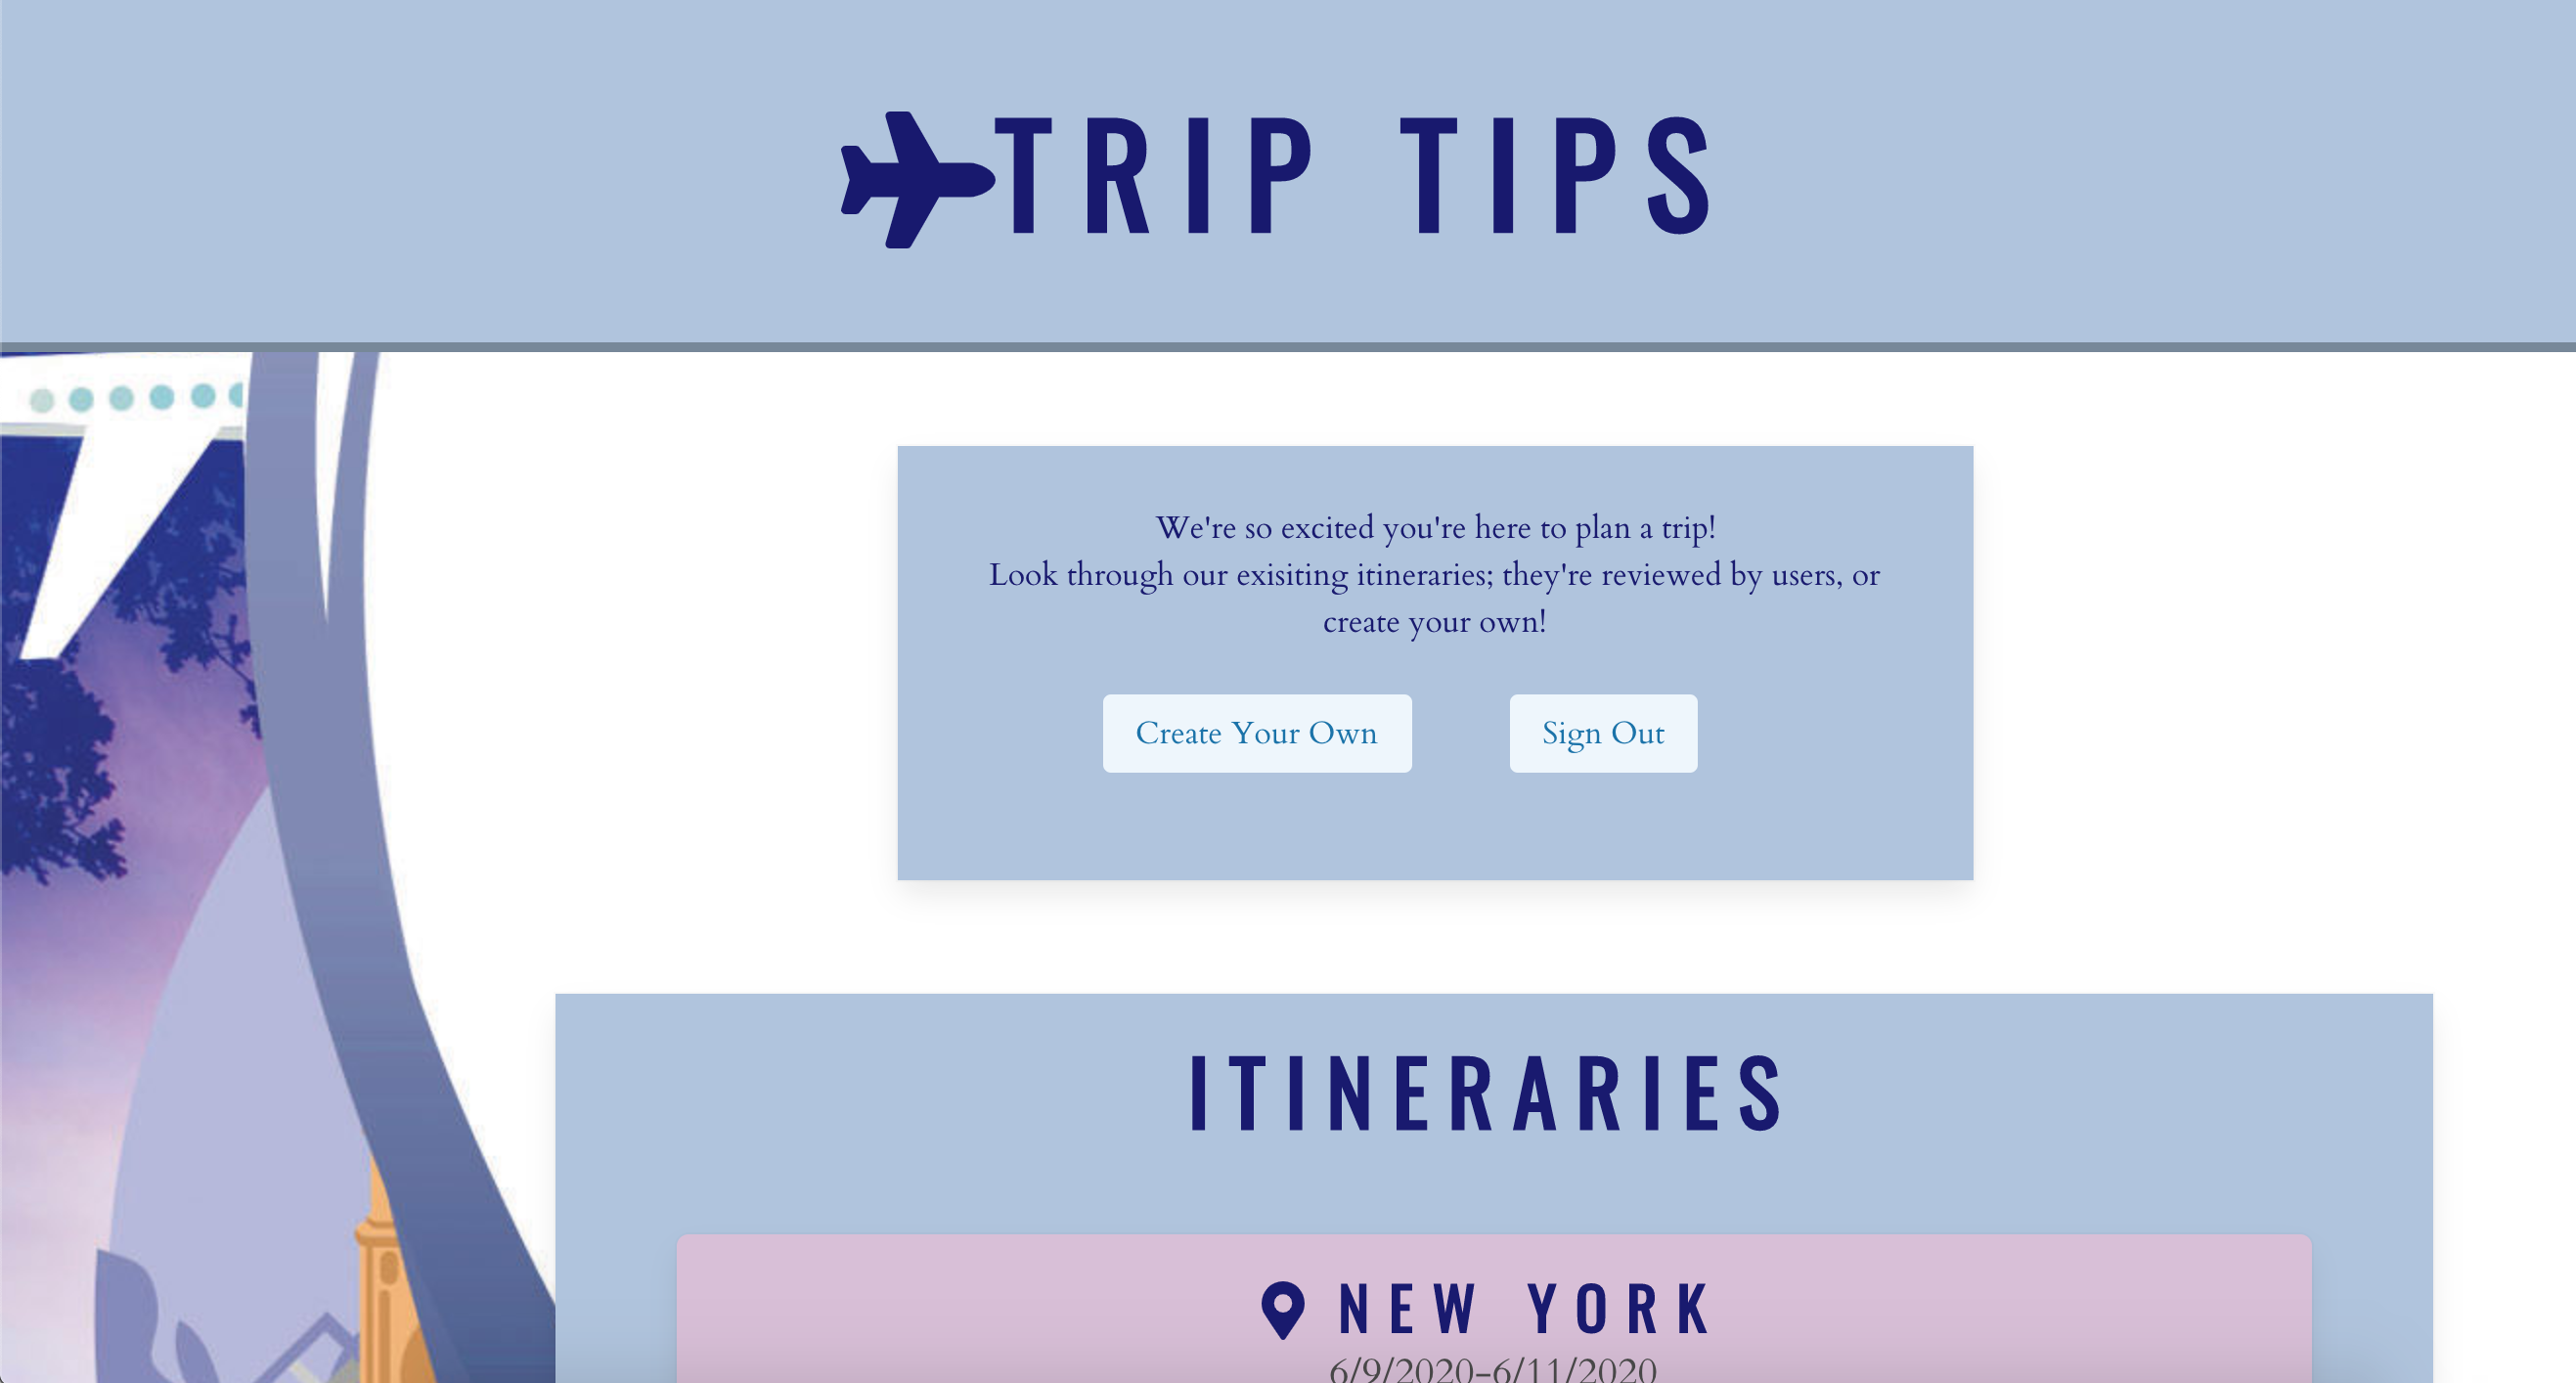 TRIP TIPS
We're so excited you're here to plan a trip!
Look through our exisiting itineraries; they're reviewed by users, or
create your own!
Create Your Own
Sign Out
ITINERARIES
NEW YORK
6/9/2020-6/11/2020